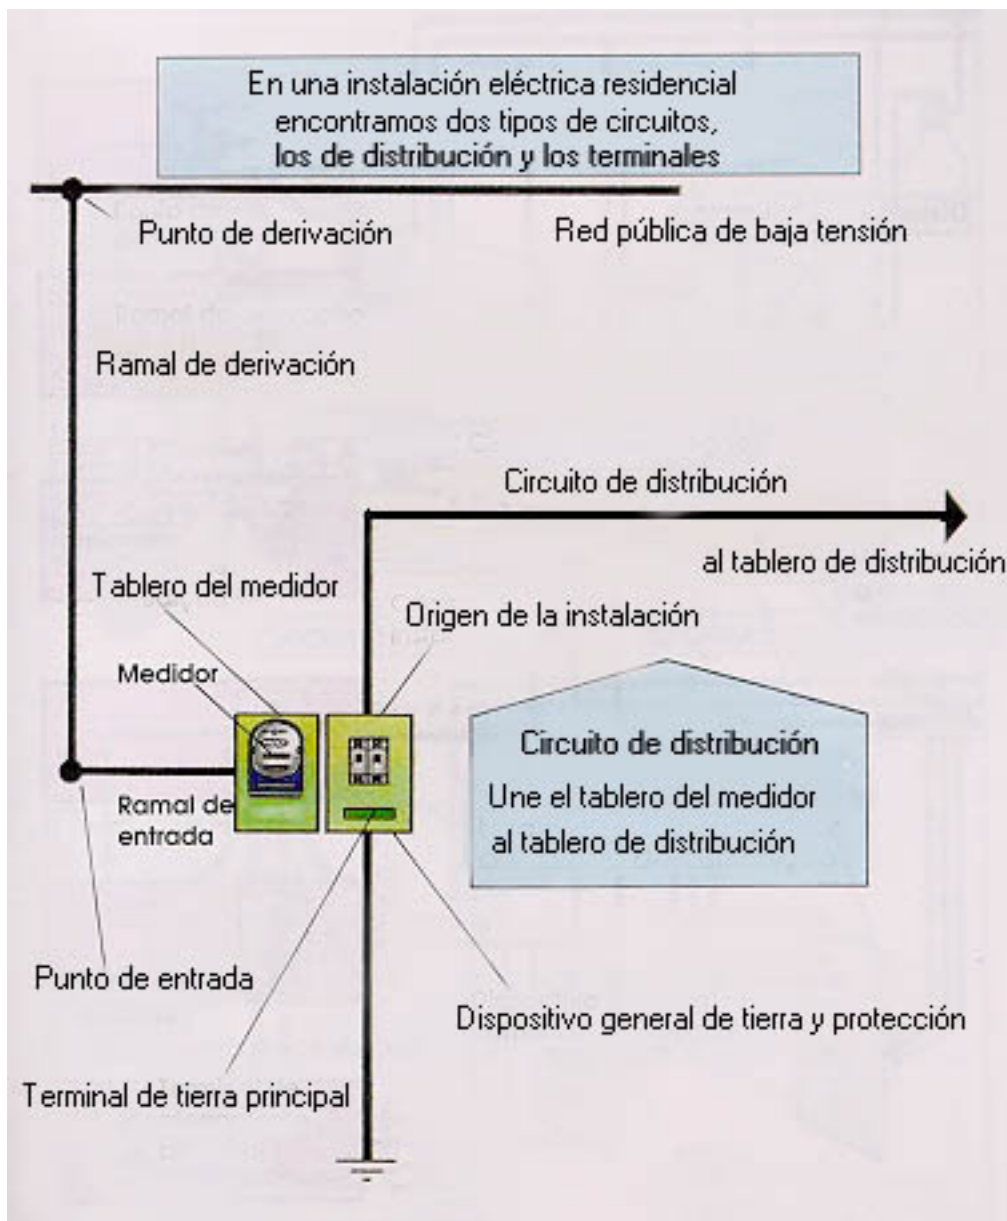 En una instalación eléctrica residencial
encontramos dos tipos de circuitos,
los de distribución y los terminales
Punto de derivación
Red pública de baja tensión
Ramal de derivación
Circuito de distribución
al tablero de distribución
Tablero del medidor
Origen de la instalación
Medidor
Circuito de distribución
Une el tablero del medidor
al tablero de distribución
Ramal de
entrada
Punto de entrada
Dispositivo general de tierra y protección
Terminal de tierra principal